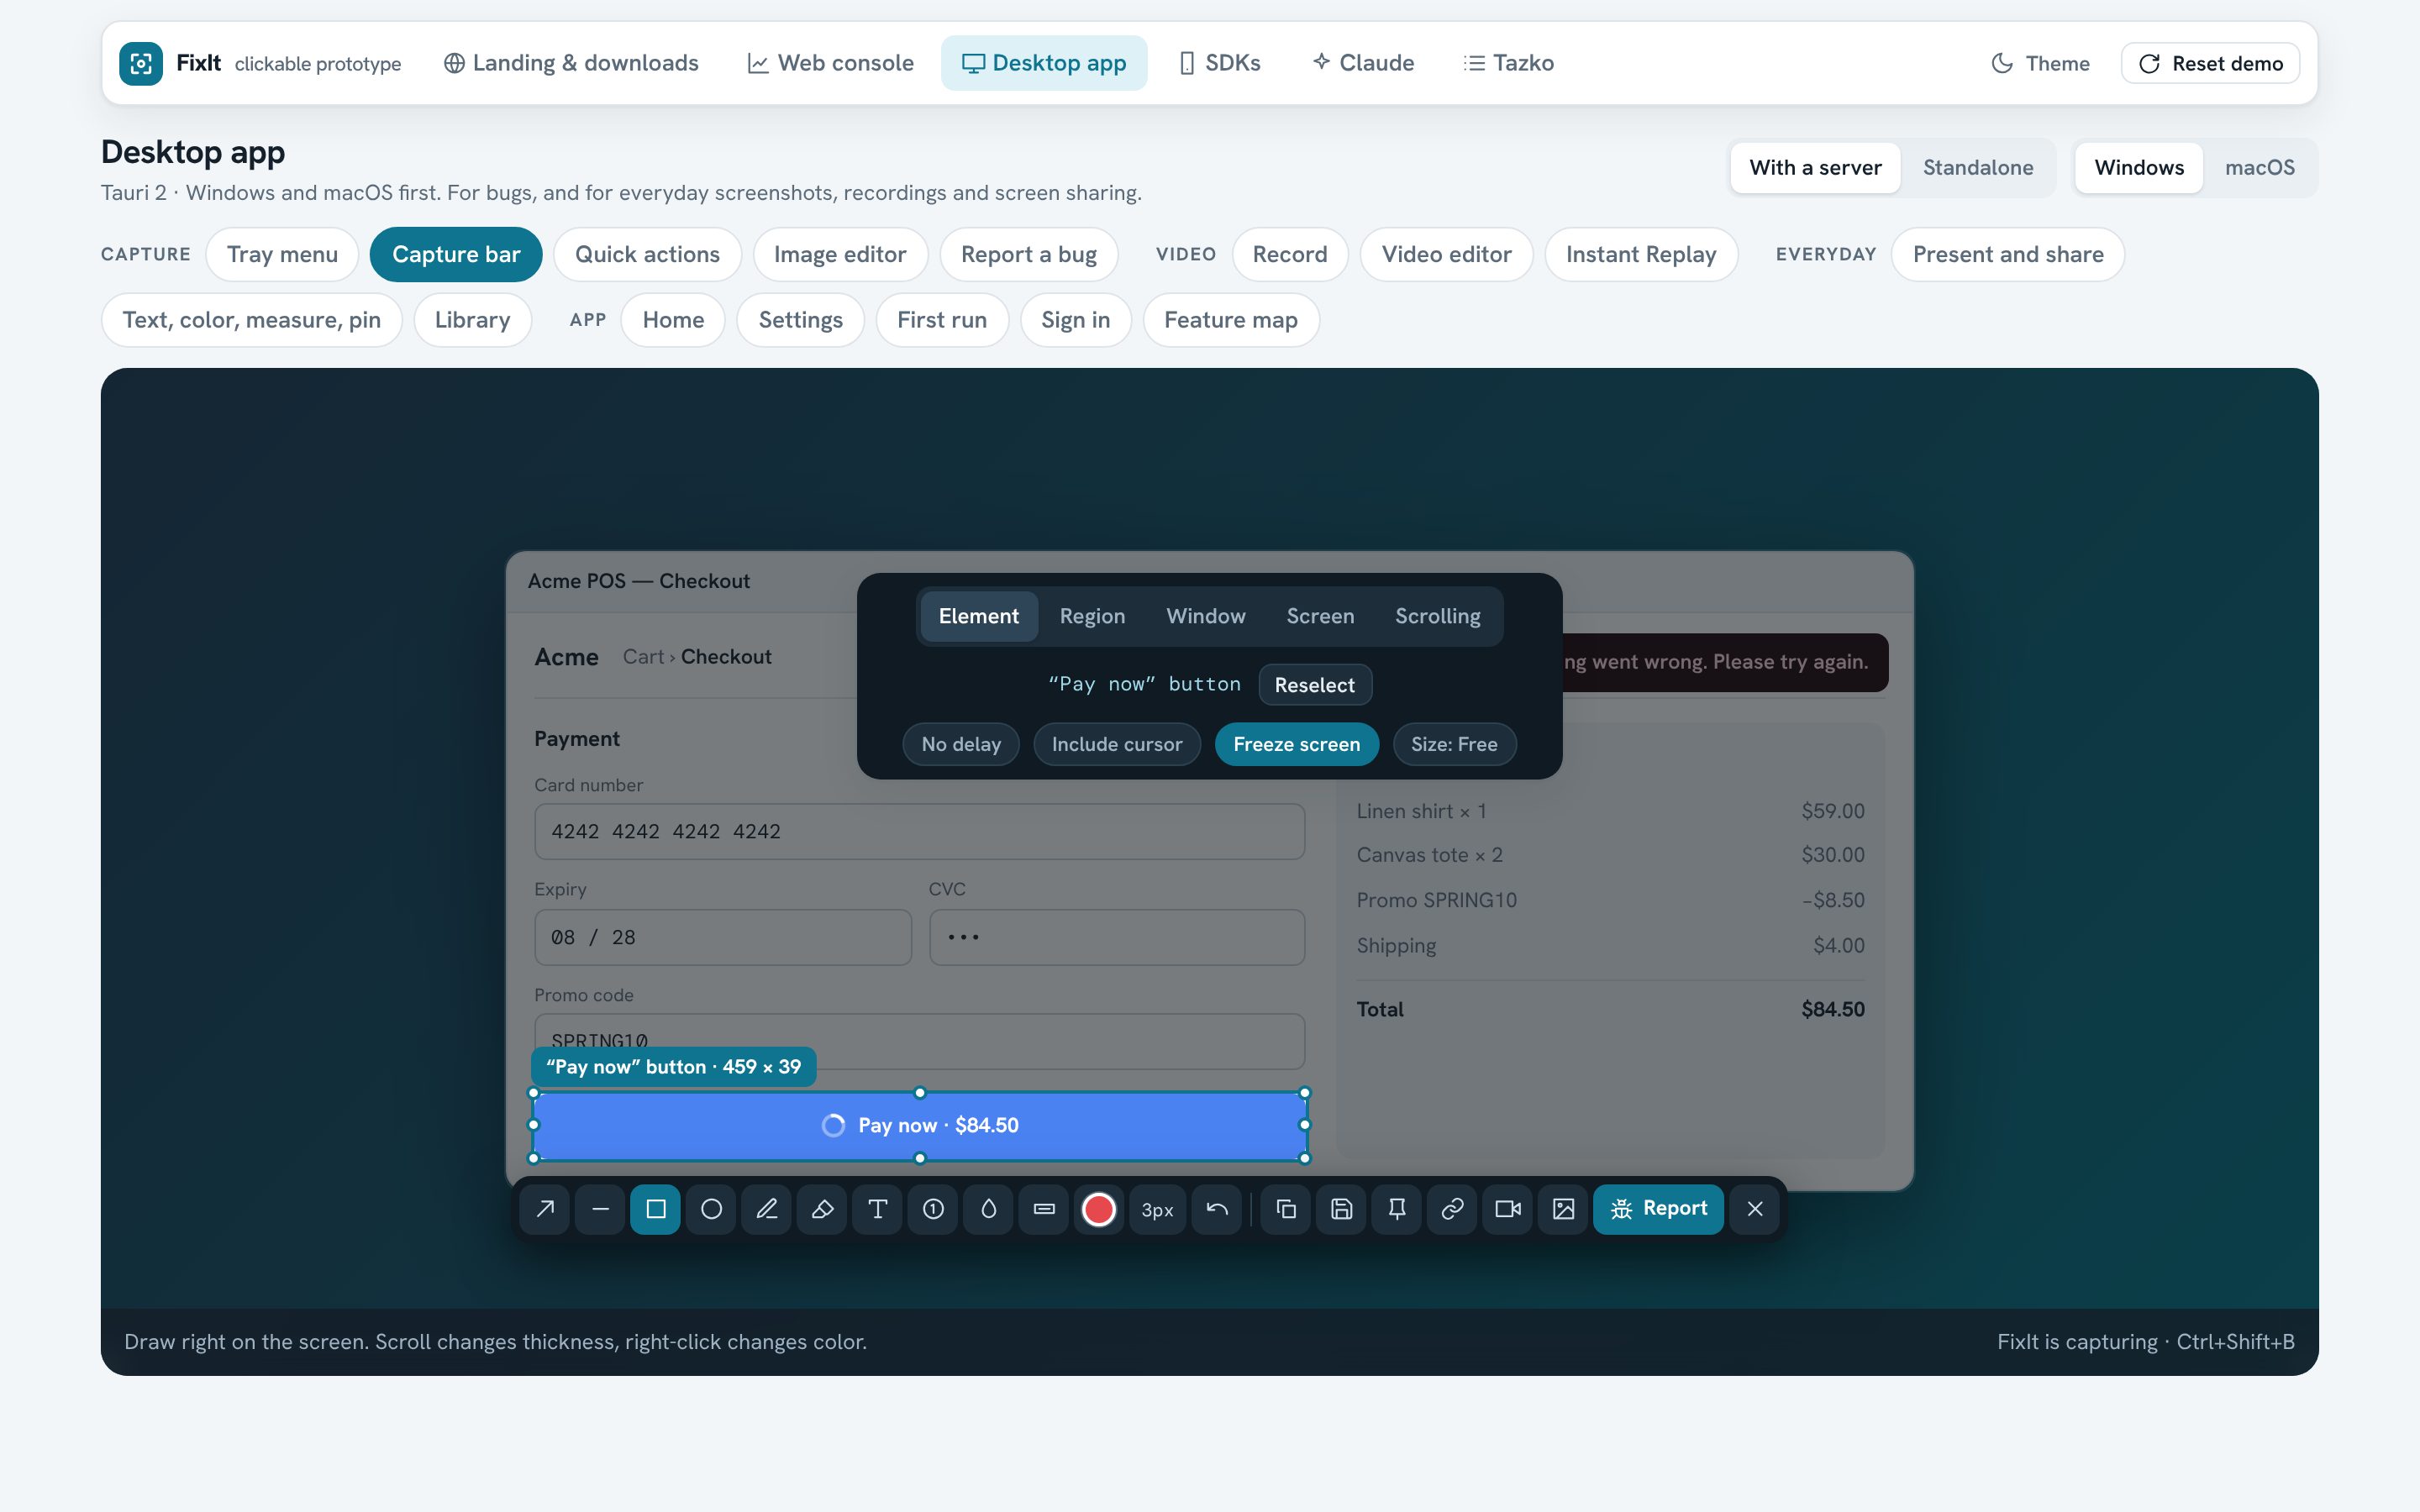 FixIt clickable prototype Landing & downloads Web console Desktop app SDKs Claude Tazko Theme Reset demo
Desktop app
Tauri 2 · Windows and macOS first. For bugs, and for everyday screenshots, recordings and screen sharing.
With a server Standalone Windows macOS
CAPTURE Tray menu Capture bar Quick actions Image editor Report a bug VIDEO Record Video editor Instant Replay EVERYDAY Present and share
Text, color, measure, pin Library APP Home Settings First run Sign in Feature map
Acme POS — Checkout
Element Region Window Screen Scrolling
Acme Cart › Checkout
ng went wrong. Please try again.
“Pay now” button Reselect
No delay Include cursor Freeze screen Size: Free
Payment
Card number
4242 4242 4242 4242
Expiry CVC
08 / 28 •••
Promo code
SPRING10
Linen shirt × 1 $59.00
Canvas tote × 2 $30.00
Promo SPRING10 −$8.50
Shipping $4.00
Total $84.50
“Pay now” button · 459 × 39
Pay now · $84.50
T 1 3px Report
Draw right on the screen. Scroll changes thickness, right-click changes color.
FixIt is capturing · Ctrl+Shift+B